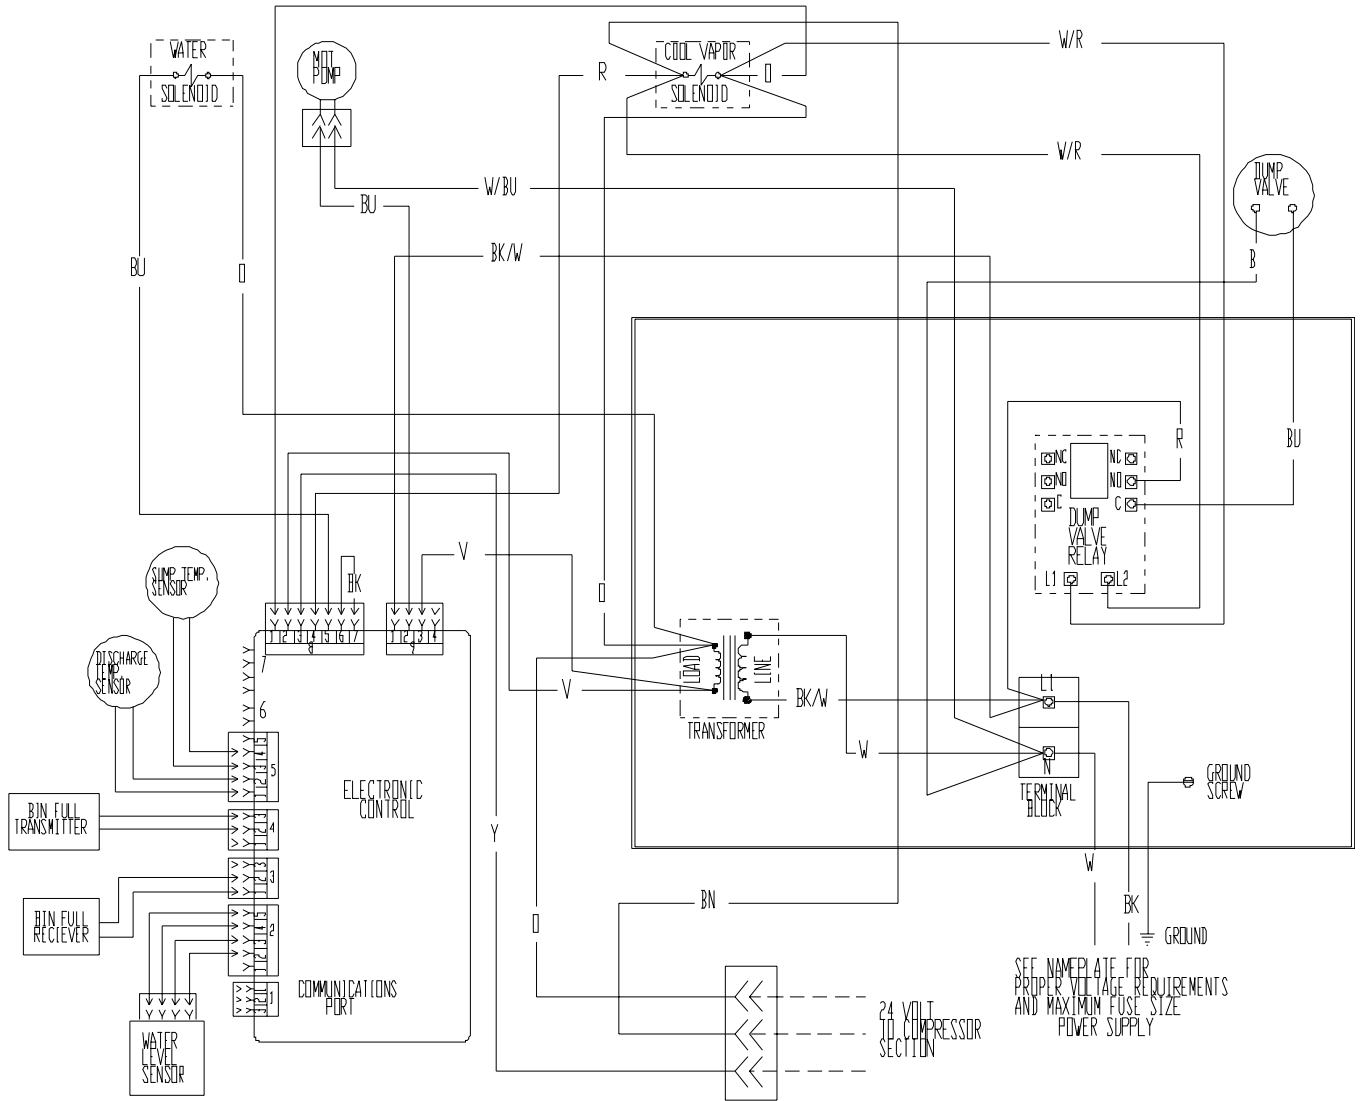 WATER
SOLENOID
MOT
PUMP
COOL VAPOR
SOLENOID
R
O
W/R
W/R
DUMP
VALVE
W/BU
BU
BK/W
B
BU
O
R
BU
NC
NC
NO
NO
C
C
DUMP
VALVE
RELAY
L1
L2
V
BK
SUMP TEMP.
SENSOR
O
1 2 3 4 5 6 7
8
1 2 3 4
9
DISCHARGE
TEMP
SENSOR
7
6
LOAD
LINE
TRANSFORMER
V
BK/W
W
L1
N
TERMINAL
BLOCK
GROUND
SCREW
5
ELECTRONIC
CONTROL
BIN FULL
TRANSMITTER
4
Y
3
W
BN
BK
BIN FULL
RECIEVER
2
O
GROUND
SEE NAMEPLATE FOR
PROPER VOLTAGE REQUIREMENTS
AND MAXIMUM FUSE SIZE
POWER SUPPLY
COMMUNICATIONS
PORT
1
24 VOLT
TO COMPRESSOR
SECTION
WATER
LEVEL
SENSOR